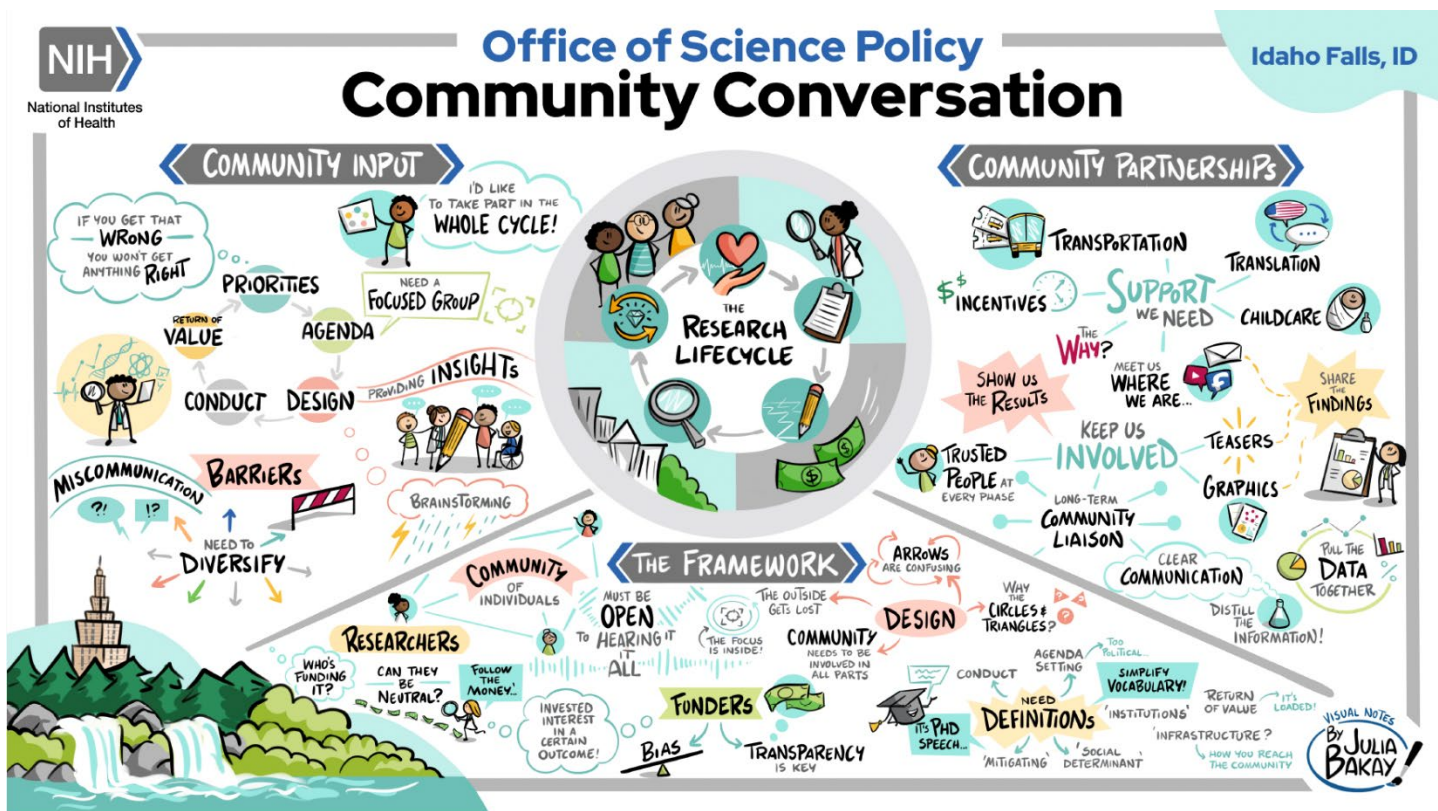 NIH
National Institutes
of Health
Office of Science Policy
Community Conversation
Idaho Falls, ID
COMMUNITY INPUT
IF YOU GET THAT
WRONG
YOU WON'T GET
ANYTHING RIGHT
I'D LIKE
TO TAKE PART IN THE
WHOLE CYCLE!
PRIORITIES
NEED A
FOCUSED GROUP
AGENDA
RETURN OF
VALUE
CONDUCT
DESIGN
PROVIDING INSIGHTS
BRAINSTORMING
BARRIERS
MISCOMMUNICATION
?!
!?
NEED TO
DIVERSIFY
THE
RESEARCH
LIFECYCLE
$
$
COMMUNITY PARTNERSHIPS
TRANSPORTATION
TRANSLATION
$$
INCENTIVES
SUPPORT
WE NEED
CHILDCARE
THE
WHY?
MEET US
WHERE
WE ARE...
SHOW US
THE RESULTS
SHARE
THE
FINDINGS
KEEP US
INVOLVED
TEASERS
GRAPHICS
TRUSTED
PEOPLE AT
EVERY PHASE
LONG-TERM
COMMUNITY
LIAISON
CLEAR
COMMUNICATION
PULL THE
DATA
TOGETHER
%
DISTILL
THE
INFORMATION!
THE FRAMEWORK
COMMUNITY
OF
INDIVIDUALS
RESEARCHERS
WHO'S
FUNDING
IT?
CAN THEY
BE
NEUTRAL?
FOLLOW
THE
MONEY...
MUST BE
OPEN
TO HEARING IT
ALL
THE FOCUS
IS INSIDE!
THE OUTSIDE
GETS LOST
ARROWS
ARE CONFUSING
DESIGN
WHY
THE
CIRCLES &
TRIANGLES?
?
?
?
COMMUNITY
NEEDS TO BE
INVOLVED IN
ALL PARTS
INVESTED
INTEREST
IN A
CERTAIN
OUTCOME!
FUNDERS
BIAS
TRANSPARENCY
IS KEY
IT'S PHD
SPEECH...
CONDUCT
AGENDA
SETTING
TOO
POLITICAL...
NEED
DEFINITIONS
SIMPLIFY
VOCABULARY!
'INSTITUTIONS'
RETURN
OF VALUE
IT'S
LOADED!
'INFRASTRUCTURE?
HOW YOU REACH
THE COMMUNITY
'MITIGATING'
'SOCIAL
DETERMINANT'
VISUAL NOTES
BY JULIA
BAKAY